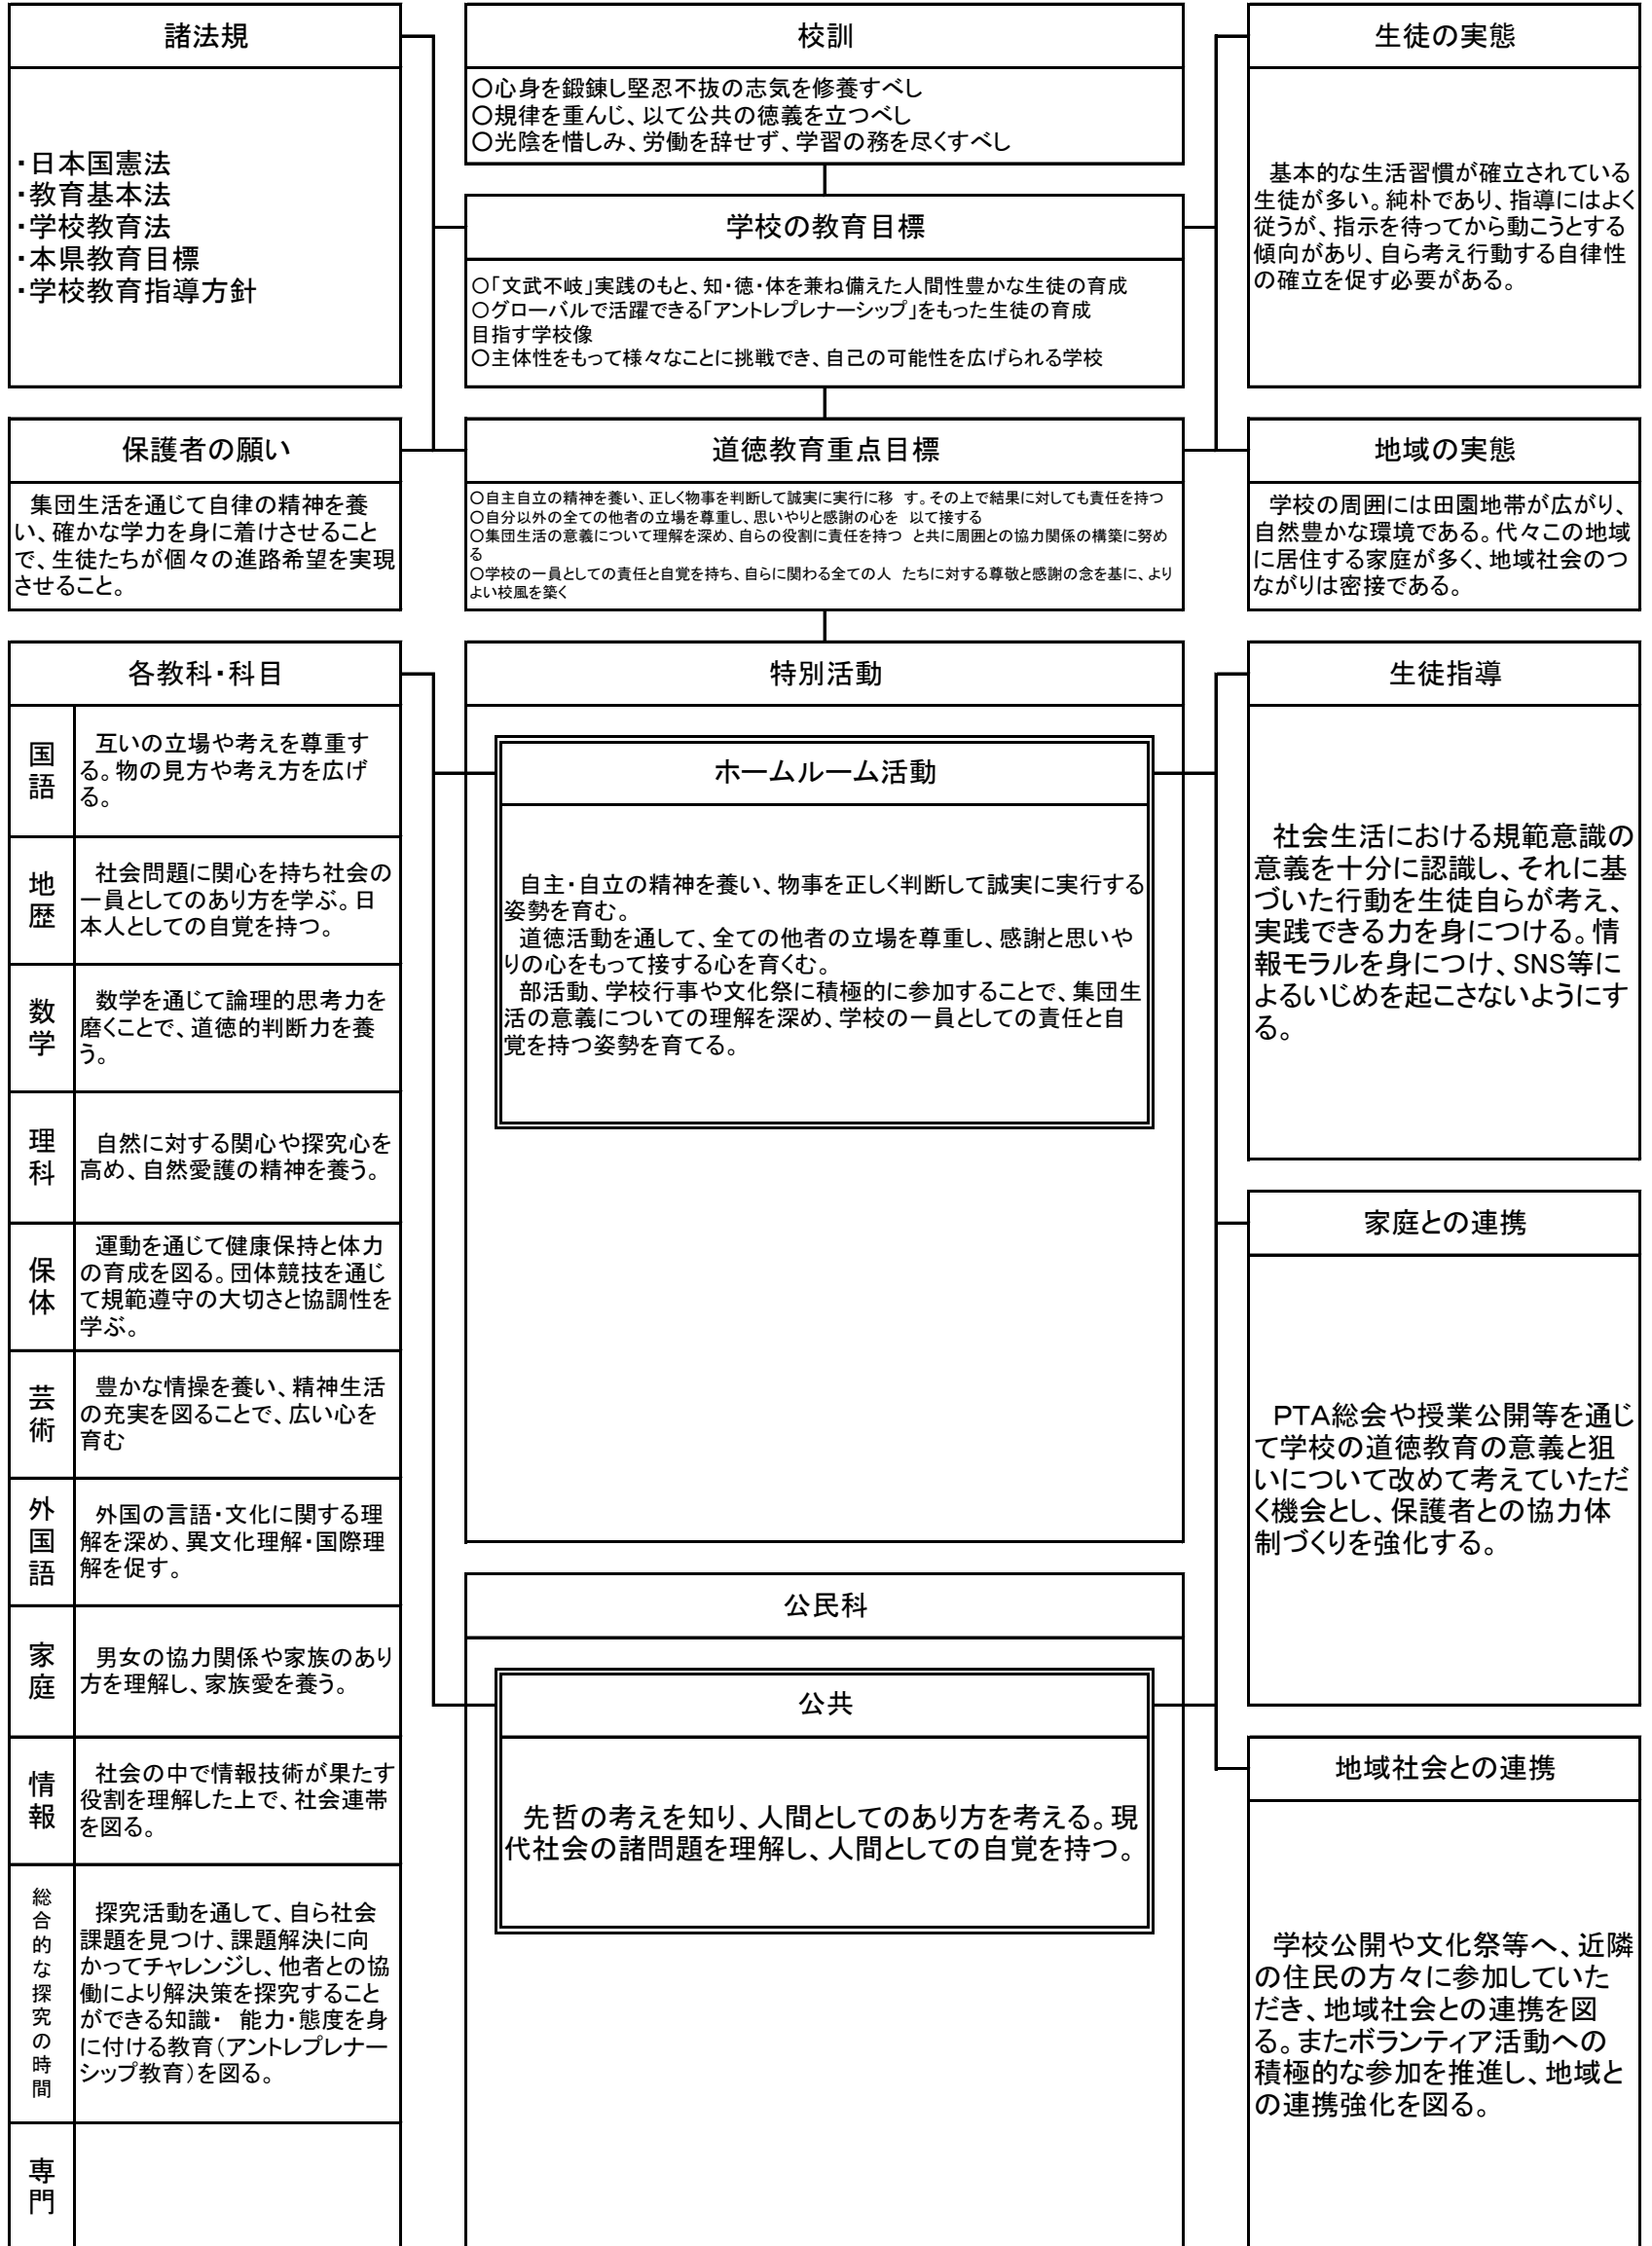 諸法規
・日本国憲法
・教育基本法
・学校教育法
・本県教育目標
・学校教育指導方針
校訓
〇心身を鍛錬し堅忍不抜の志気を修養すべし
〇規律を重んじ、以て公共の徳義を立つべし
〇光陰を惜しみ、労働を辞せず、学習の務を尽くすべし
生徒の実態
基本的な生活習慣が確立されている
生徒が多い。純朴であり、指導にはよく
従うが、指示を待ってから動こうとする
傾向があり、自ら考え行動する自律性
の確立を促す必要がある。
学校の教育目標
〇「文武不岐」実践のもと、知・徳・体を兼ね備えた人間性豊かな生徒の育成
〇グローバルで活躍できる「アントレプレナーシップ」をもった生徒の育成
目指す学校像
〇主体性をもって様々なことに挑戦でき、自己の可能性を広げられる学校
保護者の願い
集団生活を通じて自律の精神を養
い、確かな学力を身に着けさせること
で、生徒たちが個々の進路希望を実現
させること。
道徳教育重点目標
〇自主自立の精神を養い、正しく物事を判断して誠実に実行に移 す。その上で結果に対しても責任を持つ
〇自分以外の全ての他者の立場を尊重し、思いやりと感謝の心を 以て接する
〇集団生活の意義について理解を深め、自らの役割に責任を持つ と共に周囲との協力関係の構築に努め
る
〇学校の一員としての責任と自覚を持ち、自らに関わる全ての人 たちに対する尊敬と感謝の念を基に、より
よい校風を築く
地域の実態
学校の周囲には田園地帯が広がり、
自然豊かな環境である。代々この地域
に居住する家庭が多く、地域社会のつ
ながりは密接である。
各教科・科目
国語
互いの立場や考えを尊重す
る。物の見方や考え方を広げ
る。
地歴
社会問題に関心を持ち社会の
一員としてのあり方を学ぶ。日
本人としての自覚を持つ。
数学
数学を通じて論理的思考力を
磨くことで、道徳的判断力を養
う。
理科
自然に対する関心や探究心を
高め、自然愛護の精神を養う。
保体
運動を通じて健康保持と体力
の育成を図る。団体競技を通じ
て規範遵守の大切さと協調性を
学ぶ。
芸術
豊かな情操を養い、精神生活
の充実を図ることで、広い心を
育む
外国語
外国の言語・文化に関する理
解を深め、異文化理解・国際理
解を促す。
家庭
男女の協力関係や家族のあり
方を理解し、家族愛を養う。
情報
社会の中で情報技術が果たす
役割を理解した上で、社会連帯
を図る。
総合的な探究の時間
探究活動を通して、自ら社会
課題を見つけ、課題解決に向
かってチャレンジし、他者との協
働により解決策を探究すること
ができる知識・ 能力・態度を身
に付ける教育（アントレプレナー
シップ教育）を図る。
専門
特別活動
ホームルーム活動
自主・自立の精神を養い、物事を正しく判断して誠実に実行する
姿勢を育む。
道徳活動を通して、全ての他者の立場を尊重し、感謝と思いや
りの心をもって接する心を育くむ。
部活動、学校行事や文化祭に積極的に参加することで、集団生
活の意義についての理解を深め、学校の一員としての責任と自
覚を持つ姿勢を育てる。
公民科
公共
先哲の考えを知り、人間としてのあり方を考える。現
代社会の諸問題を理解し、人間としての自覚を持つ。
生徒指導
社会生活における規範意識の
意義を十分に認識し、それに基
づいた行動を生徒自らが考え、
実践できる力を身につける。情
報モラルを身につけ、SNS等に
よるいじめを起こさないようにす
る。
家庭との連携
PTA総会や授業公開等を通じ
て学校の道徳教育の意義と狙
いについて改めて考えていただ
く機会とし、保護者との協力体
制づくりを強化する。
地域社会との連携
学校公開や文化祭等へ、近隣
の住民の方々に参加していた
だき、地域社会との連携を図
る。またボランティア活動への
積極的な参加を推進し、地域と
の連携強化を図る。